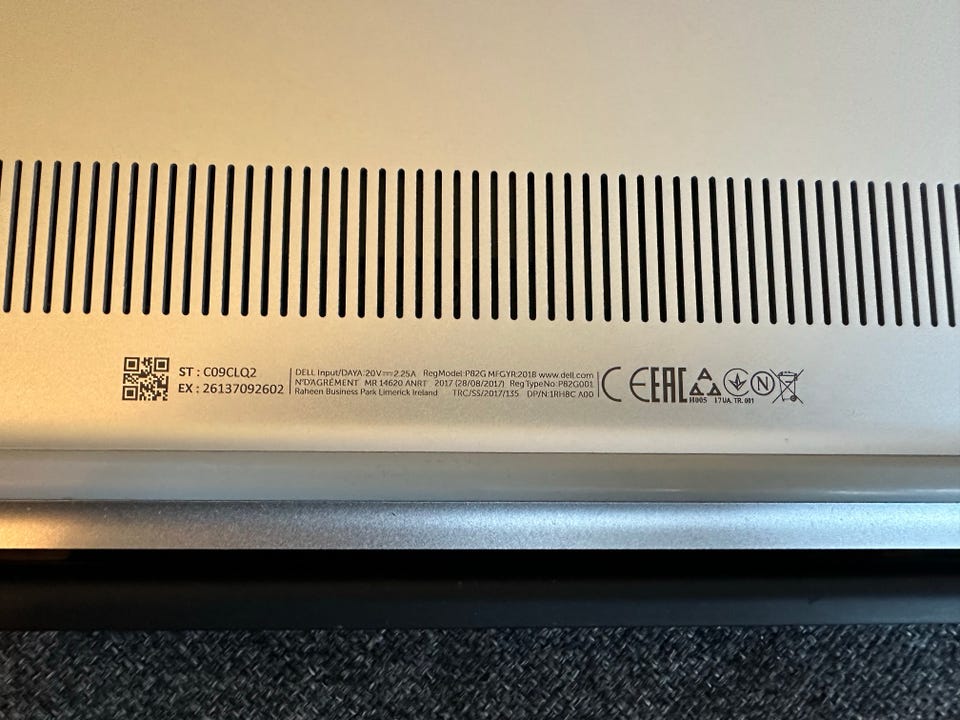 ST : C09CLQ2
EX : 26137092602
DELL Input/DAYA:20V⎓2.25A RegModel:P82G MFGYR:2018 www.dell.com
N°D'AGRÉMENT MR 14620 ANRT 2017 (28/08/2017) RegTypeNo: P82G001
Raheen Business Park Limerick Ireland TRC/SS/2017/135 DP/N:1RH8C A00
CE EAC N
H005 17 UA. TR. 001